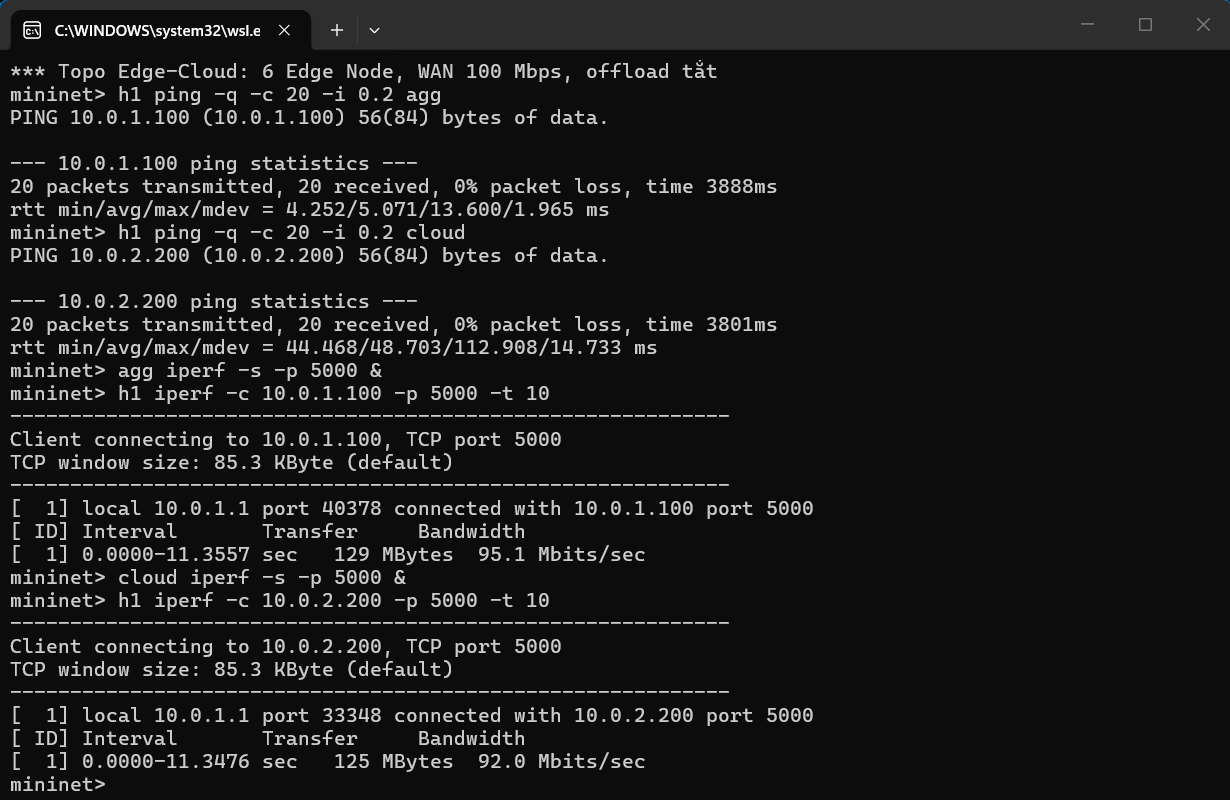 C:\WINDOWS\system32\wsl.e
*** Topo Edge-Cloud: 6 Edge Node, WAN 100 Mbps, offload tắt
mininet> h1 ping -q -c 20 -i 0.2 agg
PING 10.0.1.100 (10.0.1.100) 56(84) bytes of data.
--- 10.0.1.100 ping statistics ---
20 packets transmitted, 20 received, 0% packet loss, time 3888ms
rtt min/avg/max/mdev = 4.252/5.071/13.600/1.965 ms
mininet> h1 ping -q -c 20 -i 0.2 cloud
PING 10.0.2.200 (10.0.2.200) 56(84) bytes of data.
--- 10.0.2.200 ping statistics ---
20 packets transmitted, 20 received, 0% packet loss, time 3801ms
rtt min/avg/max/mdev = 44.468/48.703/112.908/14.733 ms
mininet> agg iperf -s -p 5000 &
mininet> h1 iperf -c 10.0.1.100 -p 5000 -t 10
------------------------------------------------------------
Client connecting to 10.0.1.100, TCP port 5000
TCP window size: 85.3 KByte (default)
------------------------------------------------------------
[  1] local 10.0.1.1 port 40378 connected with 10.0.1.100 port 5000
[ ID] Interval       Transfer     Bandwidth
[  1] 0.0000-11.3557 sec   129 MBytes  95.1 Mbits/sec
mininet> cloud iperf -s -p 5000 &
mininet> h1 iperf -c 10.0.2.200 -p 5000 -t 10
------------------------------------------------------------
Client connecting to 10.0.2.200, TCP port 5000
TCP window size: 85.3 KByte (default)
------------------------------------------------------------
[  1] local 10.0.1.1 port 33348 connected with 10.0.2.200 port 5000
[ ID] Interval       Transfer     Bandwidth
[  1] 0.0000-11.3476 sec   125 MBytes  92.0 Mbits/sec
mininet>